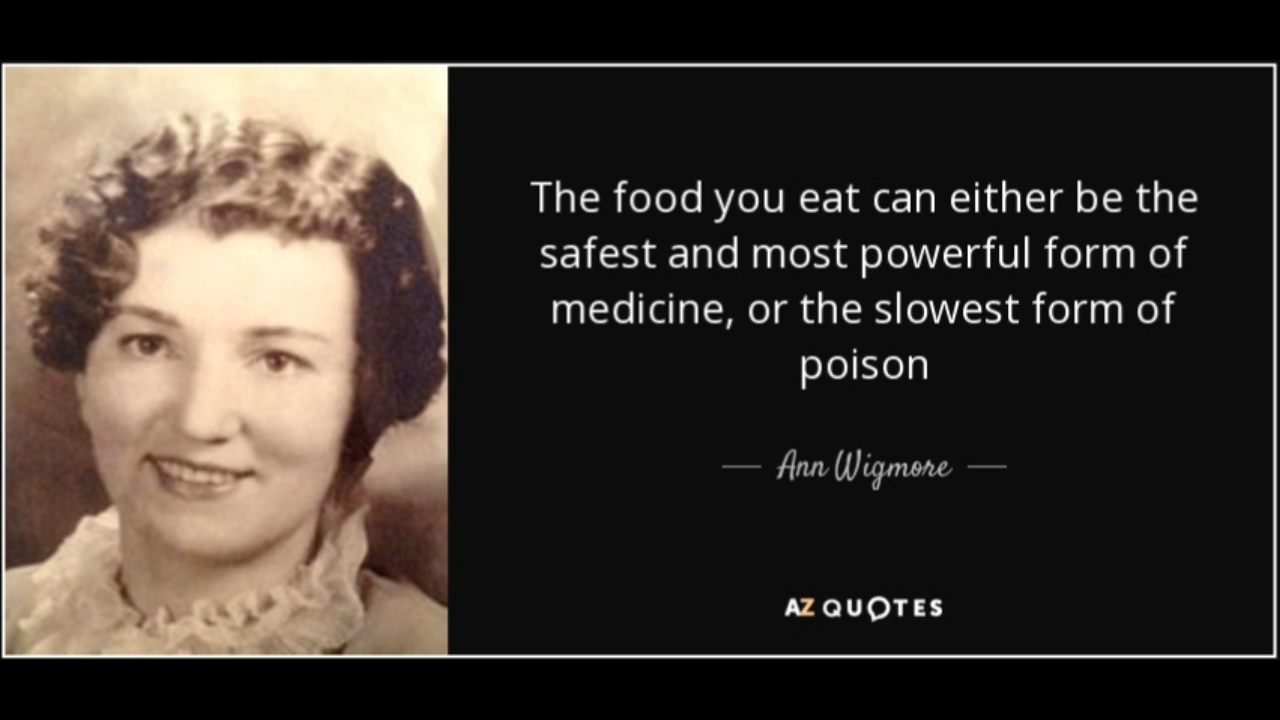 The food you eat can either be the
safest and most powerful form of
medicine, or the slowest form of
poison
Ann Wigmore
AZ QUOTES